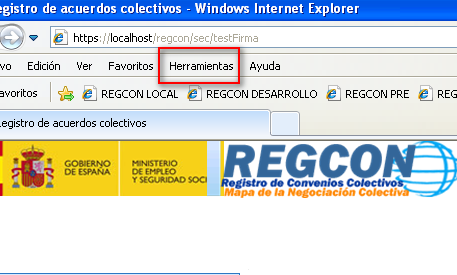 egistro de acuerdos colectivos - Windows Internet Explorer
https://localhost/regcon/sec/testFirma
vo Edición Ver Favoritos Herramientas Ayuda
avoritos REGCON LOCAL REGCON DESARROLLO REGCON PRE REG
egistro de acuerdos colectivos
GOBIERNO DE ESPAÑA
MINISTERIO DE EMPLEO Y SEGURIDAD SOCI
REGCON
Registro de Convenios Colectivos
Mapa de la Negociación Colectiva